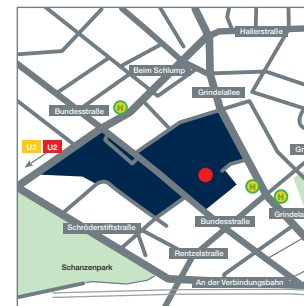 Hallerstraße
Beim Schlump
Grindelallee
H
Bundesstraße
U3 U2
Gr
H
H
Grindela
Schröderstiftstraße
Bundesstraße
Rentzelstraße
Schanzenpark
An der Verbindungsbahn